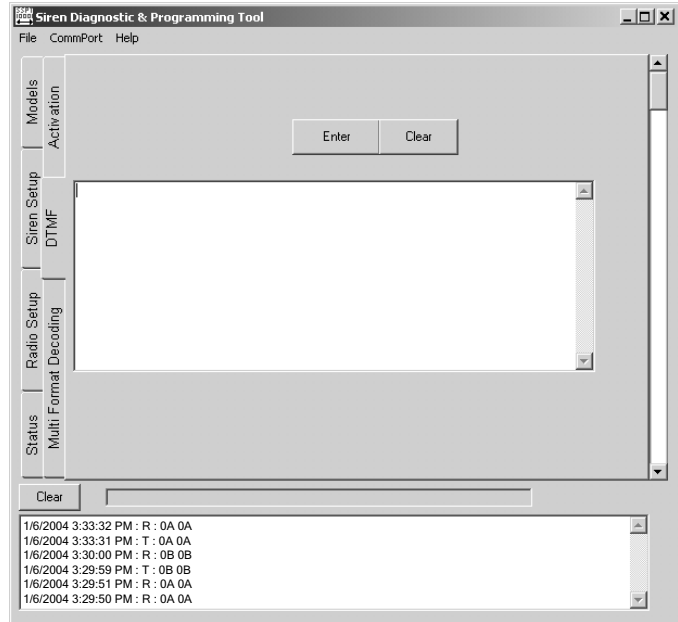 Siren Diagnostic & Programming Tool
File CommPort Help
Models
Siren Setup
Radio Setup
Status
Activation
DTMF
Multi Format Decoding
Enter Clear
Clear
1/6/2004 3:33:32 PM : R : 0A 0A
1/6/2004 3:33:31 PM : T : 0A 0A
1/6/2004 3:30:00 PM : R : 0B 0B
1/6/2004 3:29:59 PM : T : 0B 0B
1/6/2004 3:29:51 PM : R : 0A 0A
1/6/2004 3:29:50 PM : R : 0A 0A